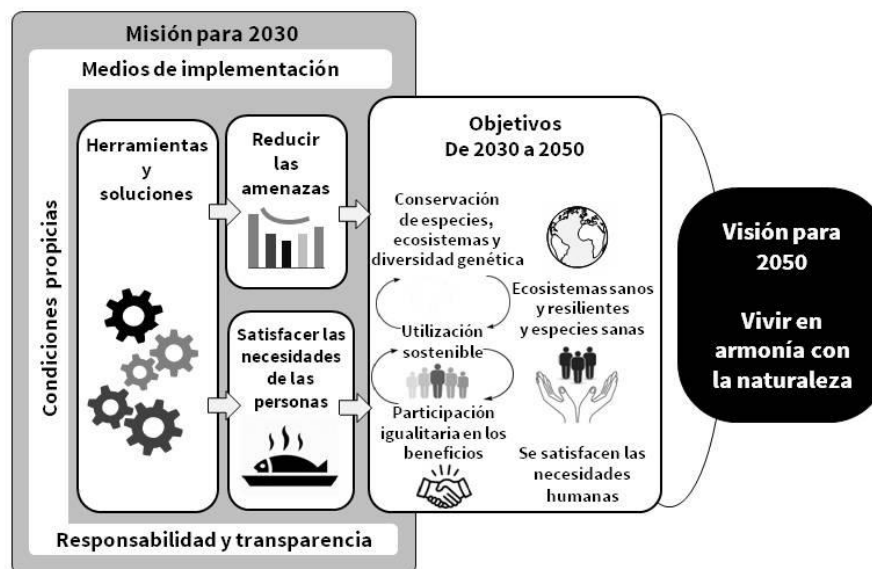 Misión para 2030
Medios de implementación
Condiciones propicias
Herramientas
y
soluciones
Reducir
las
amenazas
Satisfacer las
necesidades
de las
personas
Objetivos
De 2030 a 2050
Conservación
de especies,
ecosistemas y
diversidad genética
Utilización
sostenible
Participación
igualitaria en los
beneficios
Ecosistemas sanos
y resilientes
y especies sanas
Se satisfacen las
necesidades
humanas
Visión para
2050
Vivir en
armonía con
la naturaleza
Responsabilidad y transparencia